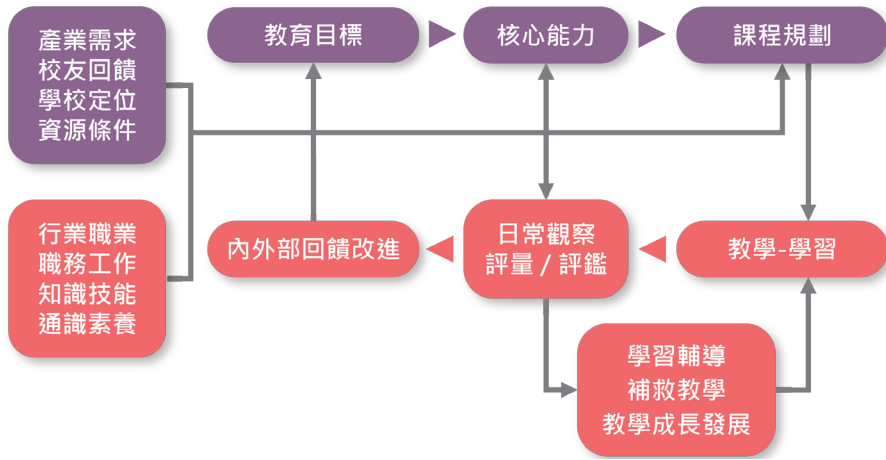 產業需求
校友回饋
學校定位
資源條件
教育目標
核心能力
課程規劃
行業職業
職務工作
知識技能
通識素養
內外部回饋改進
日常觀察
評量 / 評鑑
教學-學習
學習輔導
補救教學
教學成長發展